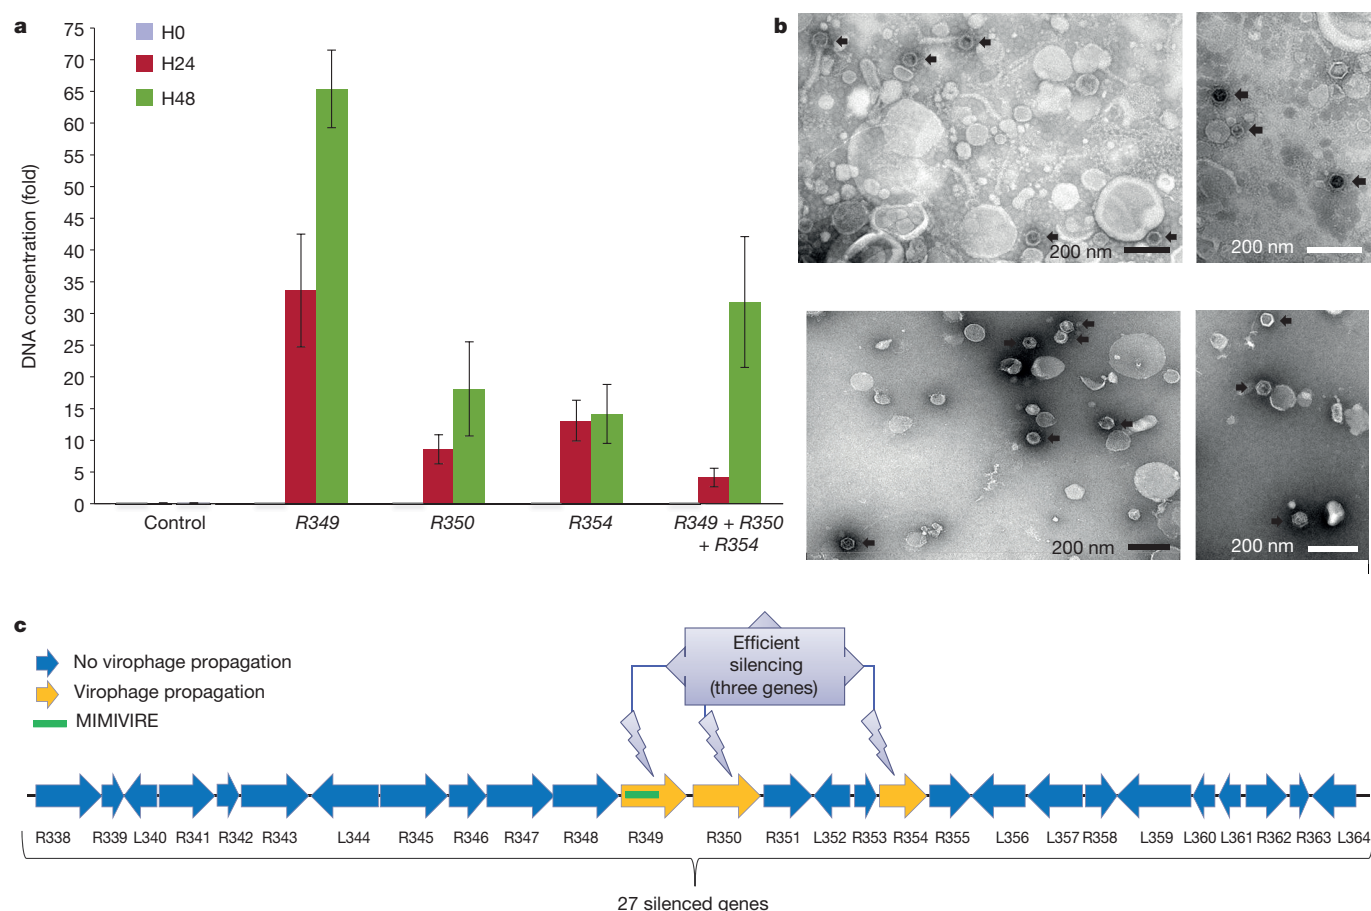 a
75
70
65
60
55
50
45
40
35
30
25
20
15
10
5
0
DNA concentration (fold)
H0
H24
H48
Control
R349
R350
R354
R349 + R350
+ R354
b
200 nm
200 nm
200 nm
200 nm
c
No virophage propagation
Virophage propagation
MIMIVIRE
Efficient
silencing
(three genes)
R338 R339 L340 R341 R342 R343 L344 R345 R346 R347 R348 R349 R350 R351 L352 R353 R354 R355 L356 L357 R358 L359 L360 L361 R362 R363 L364
27 silenced genes